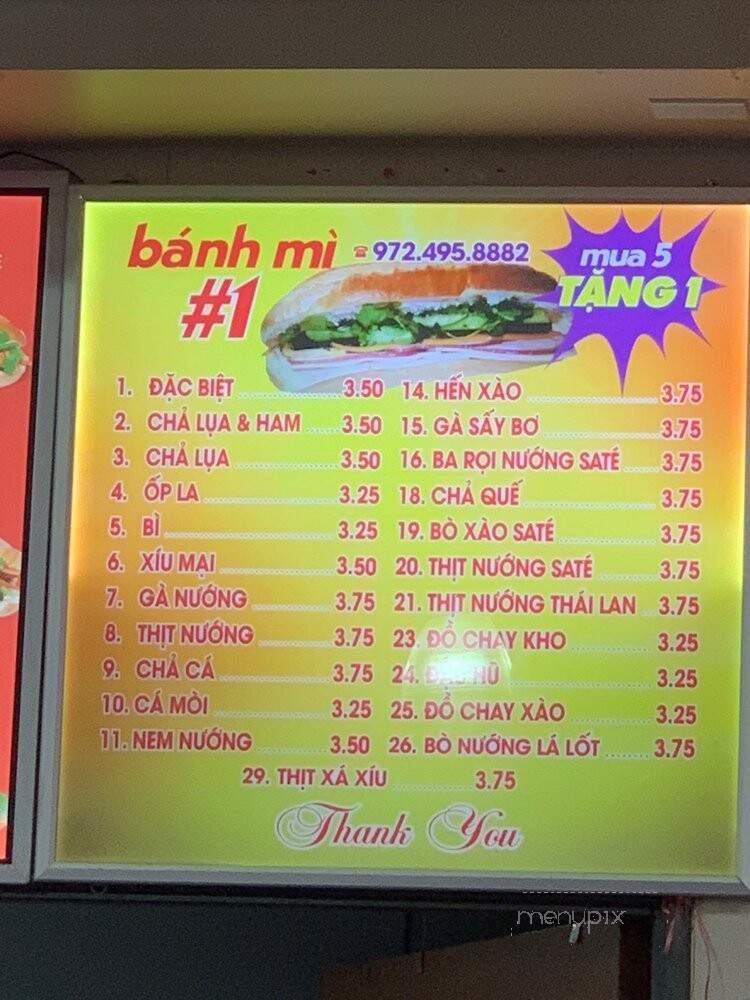 bánh mì
#1
☎972.495.8882
mua 5
TẶNG 1
1. ĐẶC BIỆT 3.50
2. CHẢ LỤA & HAM 3.50
3. CHẢ LỤA 3.50
4. ỐP LA 3.25
5. BÌ 3.25
6. XÍU MẠI 3.50
7. GÀ NƯỚNG 3.75
8. THỊT NƯỚNG 3.75
9. CHẢ CÁ 3.75
10. CÁ MÒI 3.25
11. NEM NƯỚNG 3.50
14. HẾN XÀO 3.75
15. GÀ SẤY BƠ 3.75
16. BA RỌI NƯỚNG SATÉ 3.75
18. CHẢ QUẾ 3.75
19. BÒ XÀO SATÉ 3.75
20. THỊT NƯỚNG SATÉ 3.75
21. THỊT NƯỚNG THÁI LAN 3.75
23. ĐỒ CHAY KHO 3.25
24. HŨ 3.25
25. ĐỒ CHAY XÀO 3.25
26. BÒ NƯỚNG LÁ LỐT 3.75
29. THỊT XÁ XÍU 3.75
Thank You
menupix